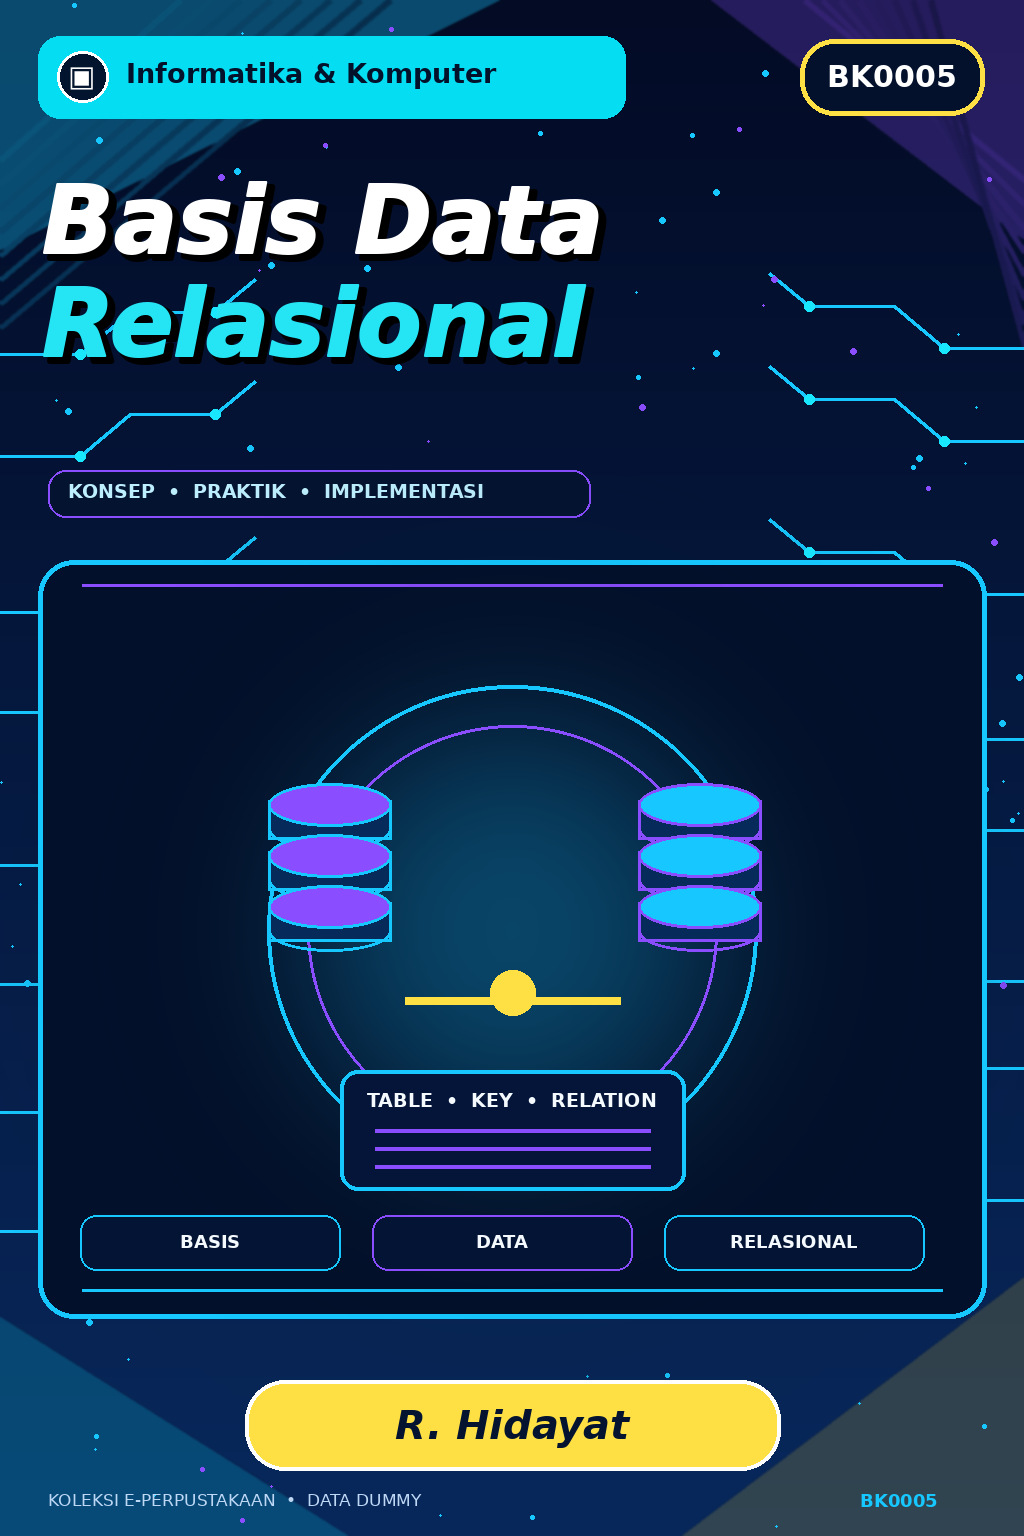 Informatika & Komputer
BK0005
Basis Data
Relasional
KONSEP • PRAKTIK • IMPLEMENTASI
TABLE • KEY • RELATION
BASIS
DATA
RELASIONAL
R. Hidayat
KOLEKSI E-PERPUSTAKAAN • DATA DUMMY
BK0005